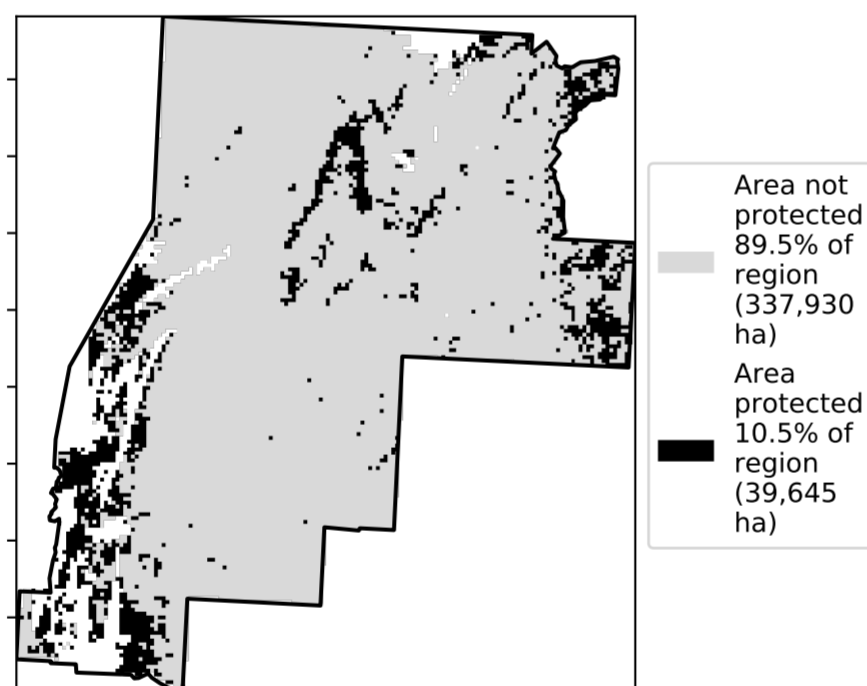 Area not
protected
89.5% of
region
(337,930
ha)
Area
protected
10.5% of
region
(39,645
ha)